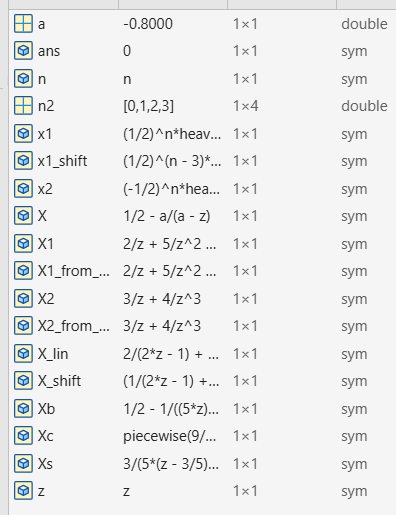 a -0.8000 1×1 double
ans 0 1×1 sym
n n 1×1 sym
n2 [0,1,2,3] 1×4 double
x1 (1/2)^n*heav... 1×1 sym
x1_shift (1/2)^(n - 3)*... 1×1 sym
x2 (-1/2)^n*hea... 1×1 sym
X 1/2 - a/(a - z) 1×1 sym
X1 2/z + 5/z^2 ... 1×1 sym
X1_from_... 2/z + 5/z^2 ... 1×1 sym
X2 3/z + 4/z^3 1×1 sym
X2_from_... 3/z + 4/z^3 1×1 sym
X_lin 2/(2*z - 1) + ... 1×1 sym
X_shift (1/(2*z - 1) +... 1×1 sym
Xb 1/2 - 1/((5*z)... 1×1 sym
Xc piecewise(9/... 1×1 sym
Xs 3/(5*(z - 3/5)... 1×1 sym
z z 1×1 sym